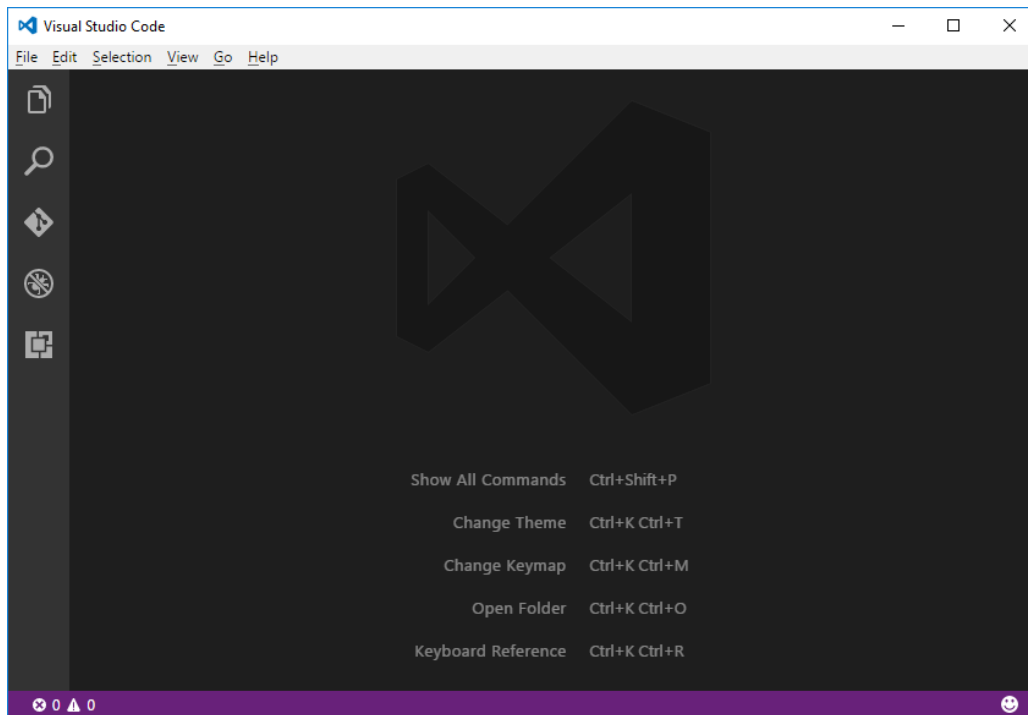 Visual Studio Code
File Edit Selection View Go Help
Show All Commands Ctrl+Shift+P
Change Theme Ctrl+K Ctrl+T
Change Keymap Ctrl+K Ctrl+M
Open Folder Ctrl+K Ctrl+O
Keyboard Reference Ctrl+K Ctrl+R
0 0